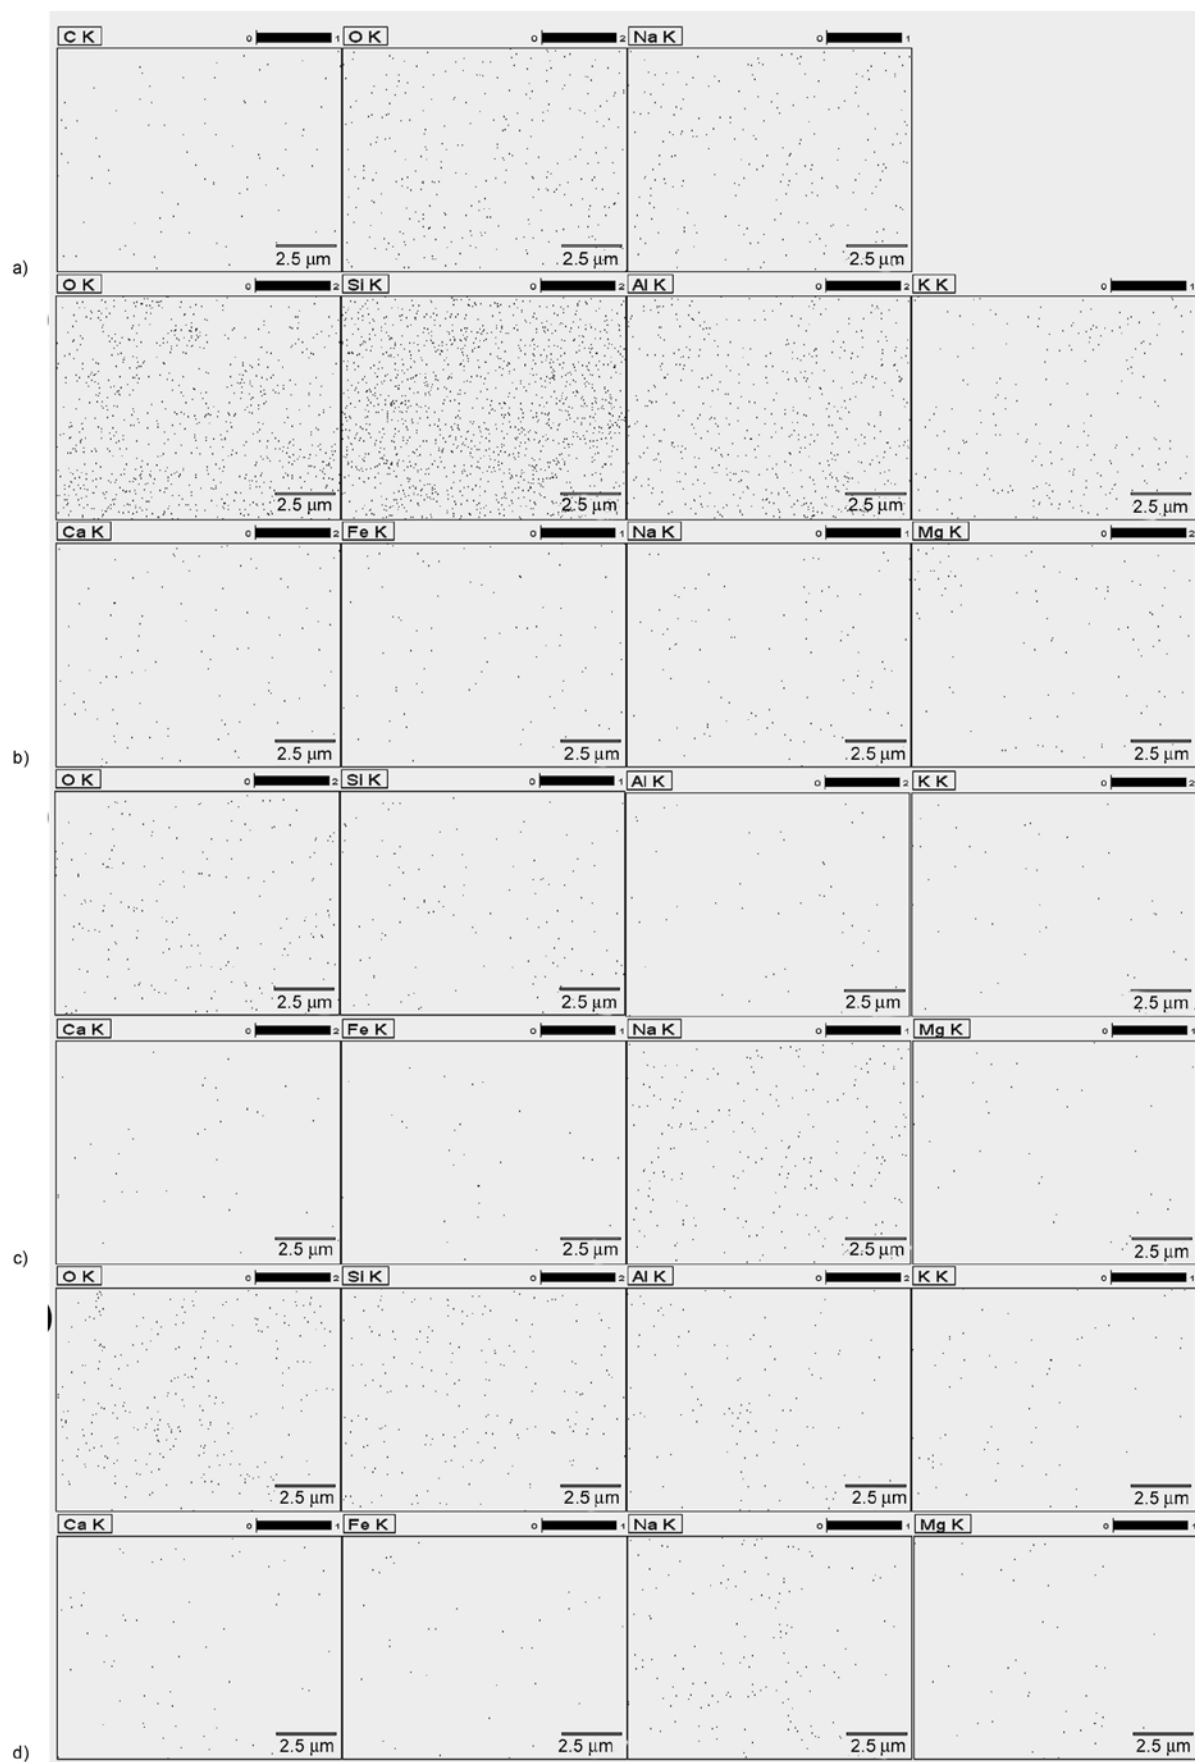 C K 0 1 O K 0 2 Na K 0 1
2.5 µm 2.5 µm 2.5 µm
a)
O K 0 2 Si K 0 2 Al K 0 2 K K 0 1
2.5 µm 2.5 µm 2.5 µm 2.5 µm
Ca K 0 2 Fe K 0 1 Na K 0 1 Mg K 0 2
2.5 µm 2.5 µm 2.5 µm 2.5 µm
b)
O K 0 2 Si K 0 1 Al K 0 2 K K 0 2
2.5 µm 2.5 µm 2.5 µm 2.5 µm
Ca K 0 2 Fe K 0 1 Na K 0 1 Mg K 0 1
2.5 µm 2.5 µm 2.5 µm 2.5 µm
c)
O K 0 2 Si K 0 2 Al K 0 2 K K 0 1
2.5 µm 2.5 µm 2.5 µm 2.5 µm
Ca K 0 1 Fe K 0 1 Na K 0 1 Mg K 0 1
2.5 µm 2.5 µm 2.5 µm 2.5 µm
d)